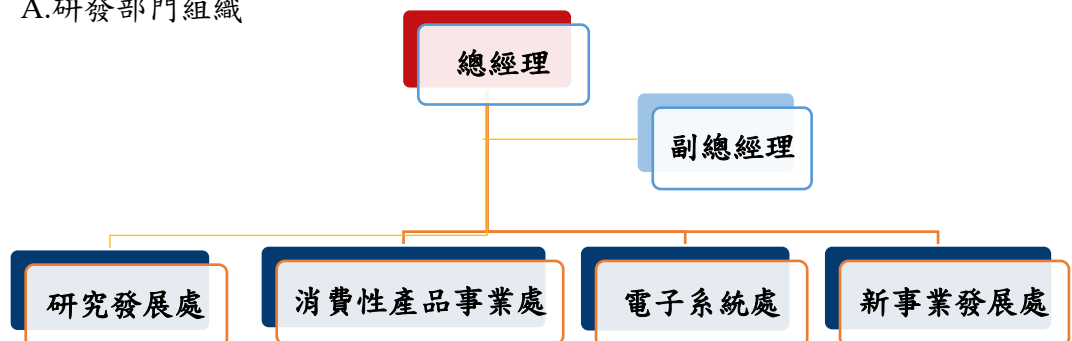 A.研發部門組織
總經理
副總經理
研究發展處
消費性產品事業處
電子系統處
新事業發展處